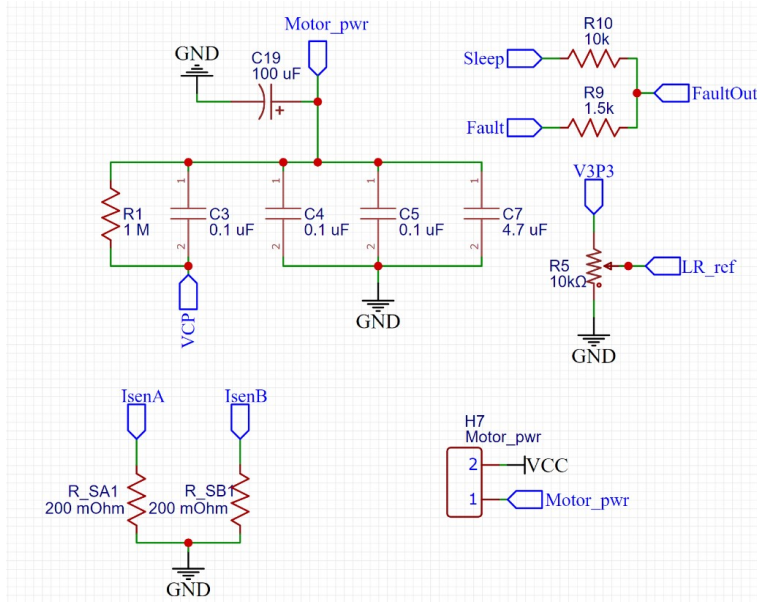 Motor_pwr
GND
C19
100 uF
R10
10k
Sleep
FaultOut
R9
1.5k
Fault
V3P3
1
1
1
1
R1
1 M
C3
0.1 uF
C4
0.1 uF
C5
0.1 uF
C7
4.7 uF
2
2
2
2
R5
10kΩ
LR_ref
VCP
GND
GND
IsenA
IsenB
H7
Motor_pwr
2
VCC
1
Motor_pwr
R_SA1
200 mOhm
R_SB1
200 mOhm
GND